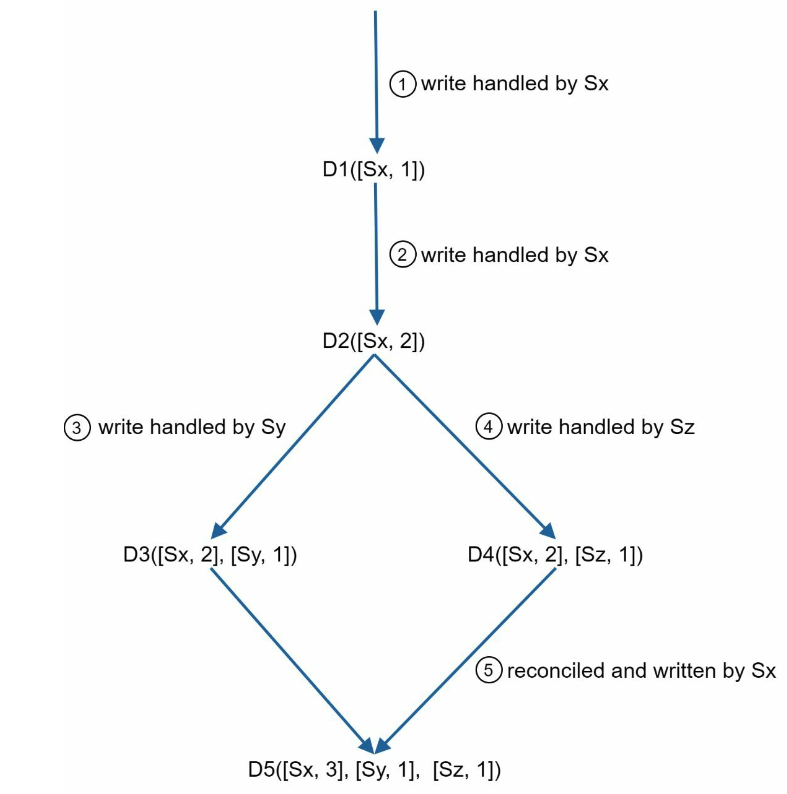 ① write handled by Sx
D1([Sx, 1])
② write handled by Sx
D2([Sx, 2])
③ write handled by Sy
④ write handled by Sz
D3([Sx, 2], [Sy, 1])
D4([Sx, 2], [Sz, 1])
⑤ reconciled and written by Sx
D5([Sx, 3], [Sy, 1], [Sz, 1])